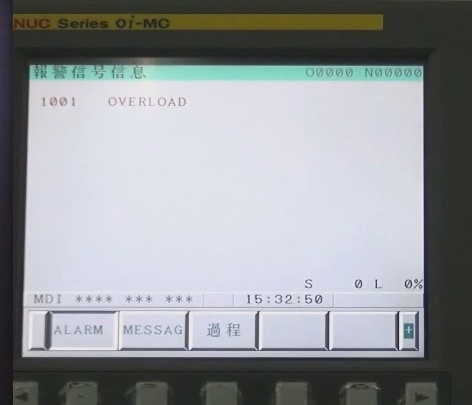 NUC Series 0i-MC
報警信号信息 O0000 N00000
1001 OVERLOAD
S 0 L 0%
MDI **** *** *** 15:32:50
ALARM MESSAG 過程 +